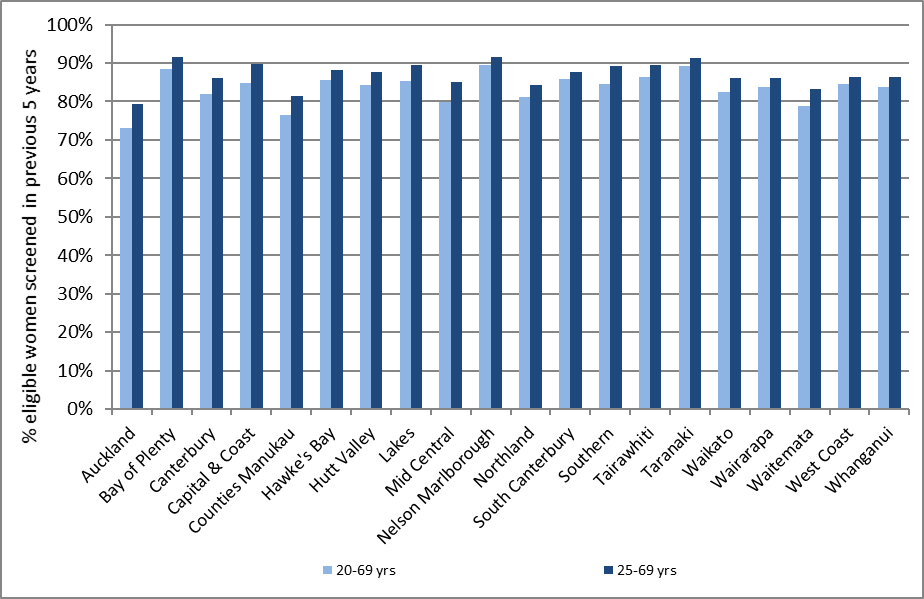 % eligible women screened in previous 5 years
100%
90%
80%
70%
60%
50%
40%
30%
20%
10%
0%
Auckland
Bay of Plenty
Canterbury
Capital & Coast
Counties Manukau
Hawke's Bay
Hutt Valley
Lakes
Mid Central
Nelson Marlborough
Northland
South Canterbury
Southern
Tairawhiti
Taranaki
Waikato
Wairarapa
Waitemata
West Coast
Whanganui
20-69 yrs
25-69 yrs